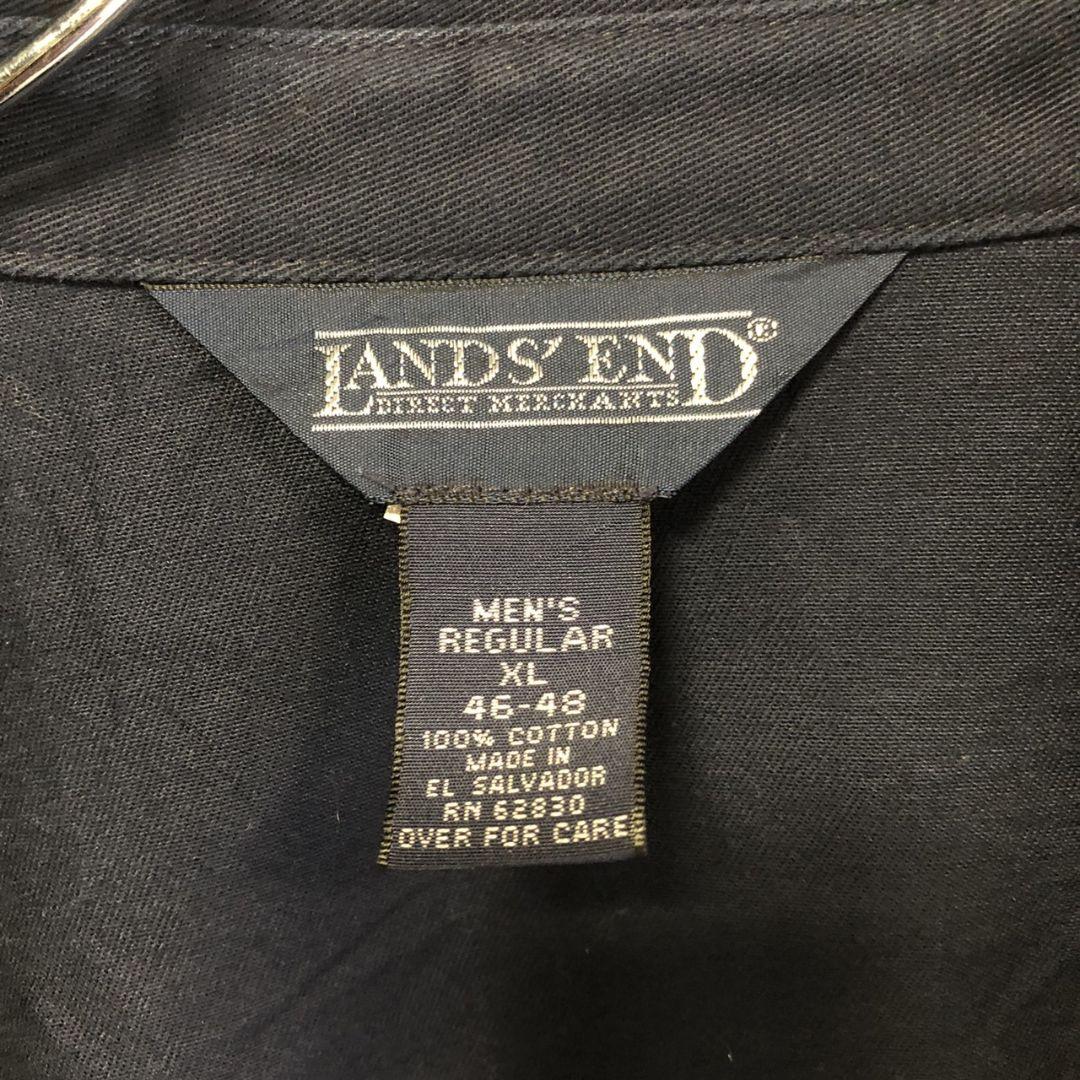 LANDS' END®
DIRECT MERCHANTS
MEN'S
REGULAR
XL
46-48
100% COTTON
MADE IN
EL SALVADOR
RN 62830
OVER FOR CARE